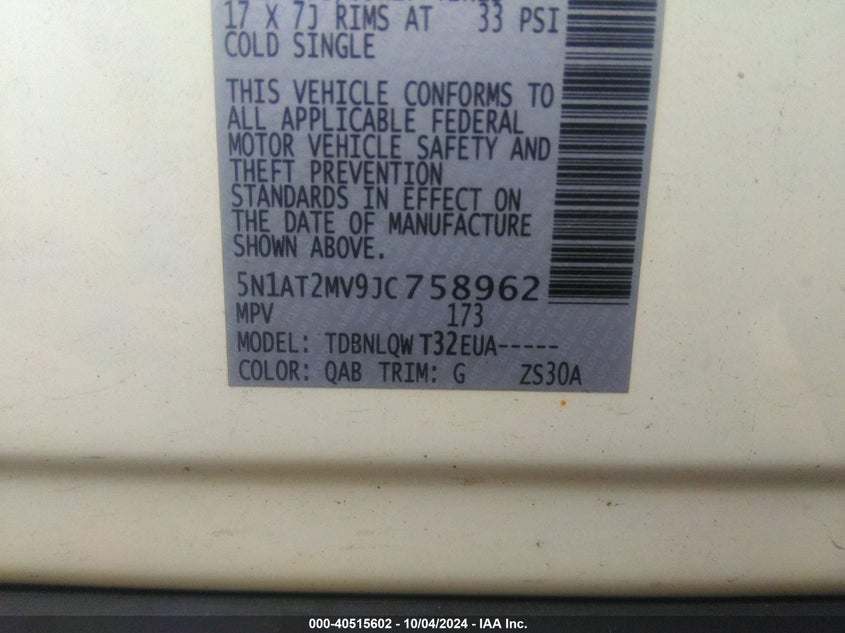 17 X 7J RIMS AT 33 PSI
COLD SINGLE
THIS VEHICLE CONFORMS TO
ALL APPLICABLE FEDERAL
MOTOR VEHICLE SAFETY AND
THEFT PREVENTION
STANDARDS IN EFFECT ON
THE DATE OF MANUFACTURE
SHOWN ABOVE.
5N1AT2MV9JC758962
MPV 173
MODEL: TDBNLQW T32EUA-----
COLOR: QAB TRIM: G ZS30A
000-40515602 - 10/04/2024 - IAA Inc.